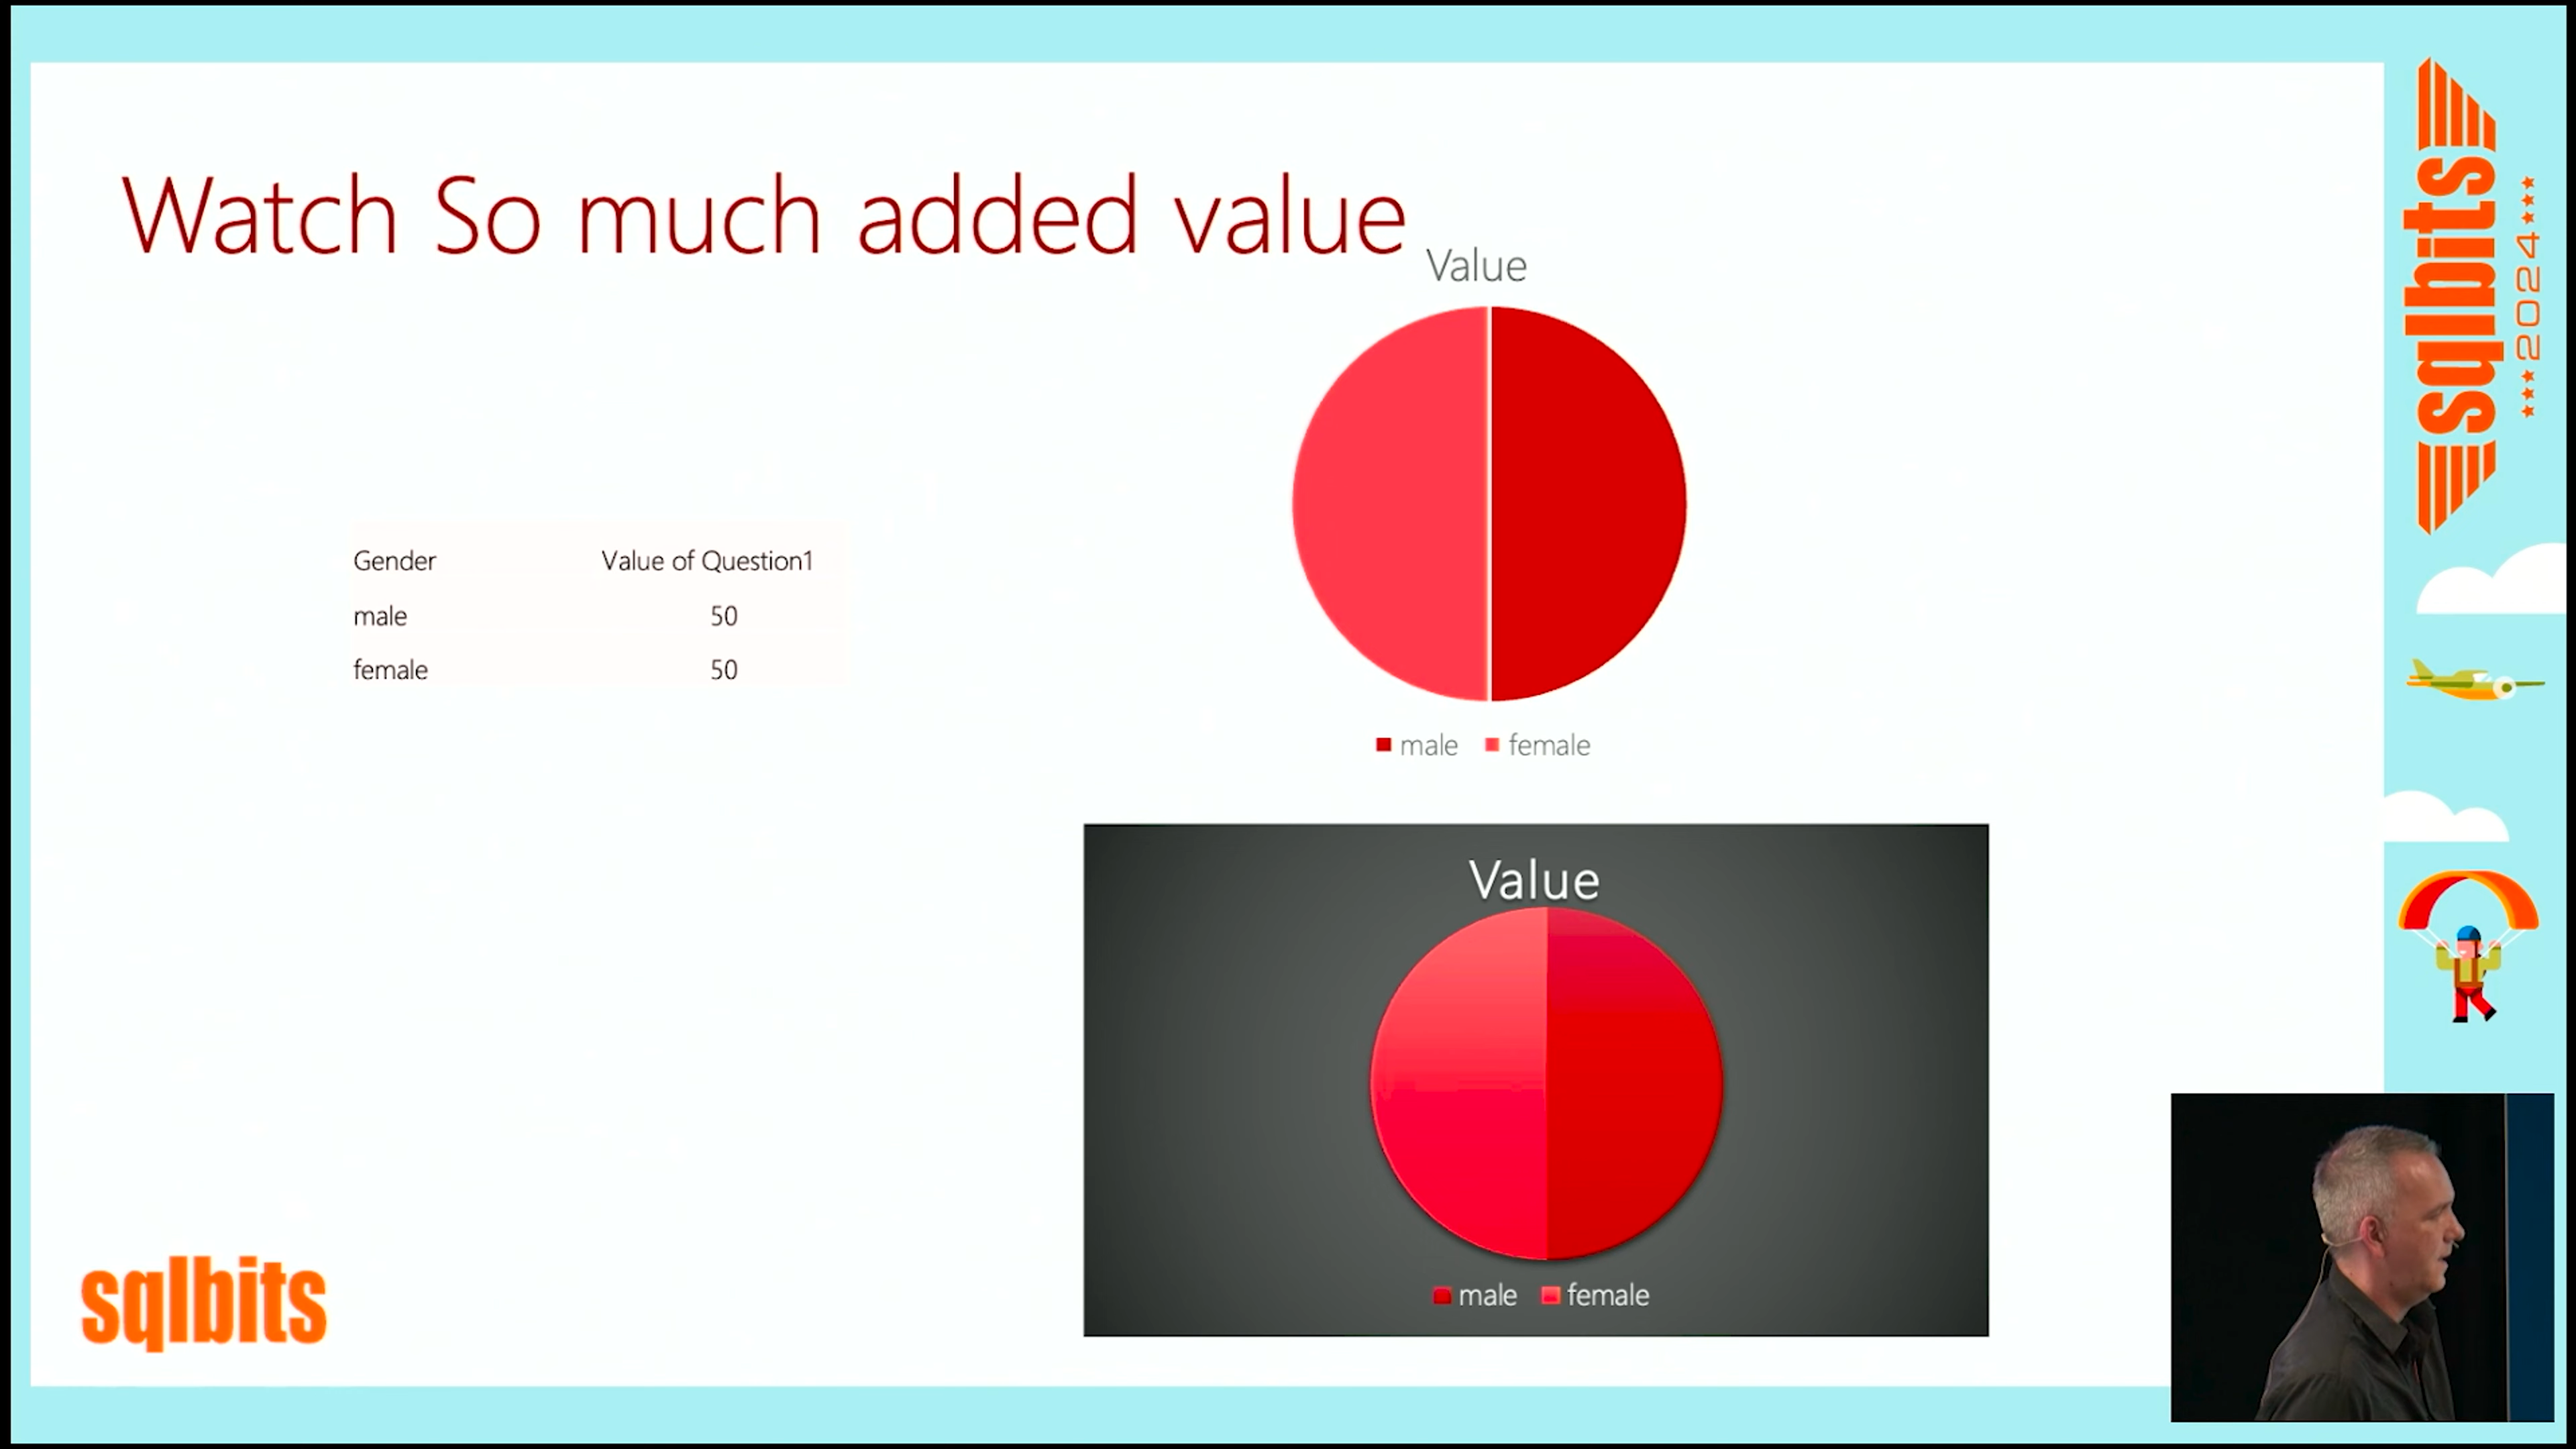 Watch So much added value
Value
Gender Value of Question1
male 50
female 50
male female
Value
male female
sqlbits
sqlbits
2024